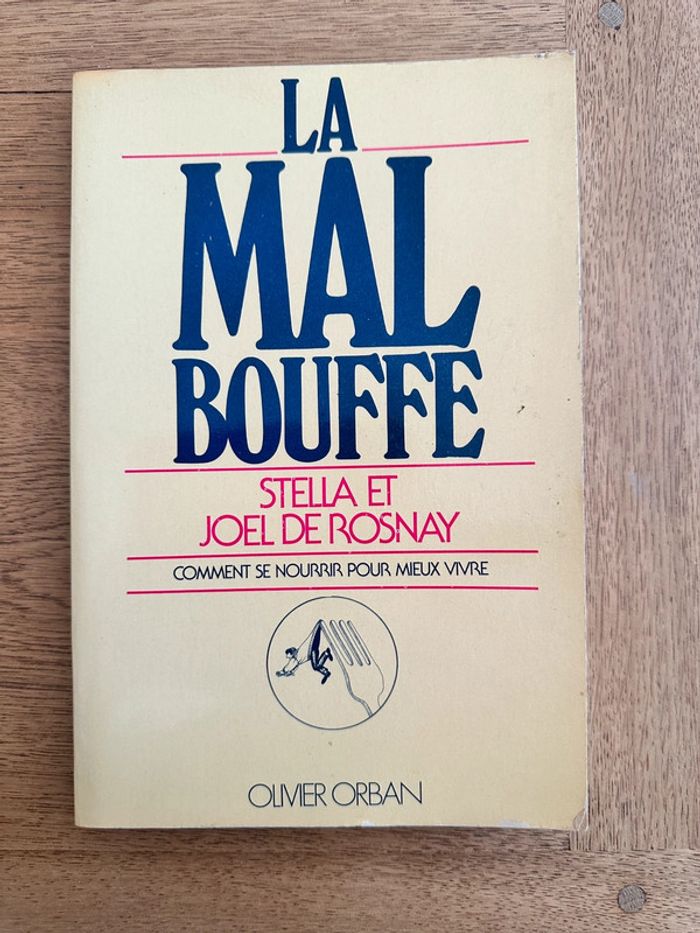 LA
MAL
BOUFFE
STELLA ET
JOEL DE ROSNAY
COMMENT SE NOURRIR POUR MIEUX VIVRE
OLIVIER ORBAN